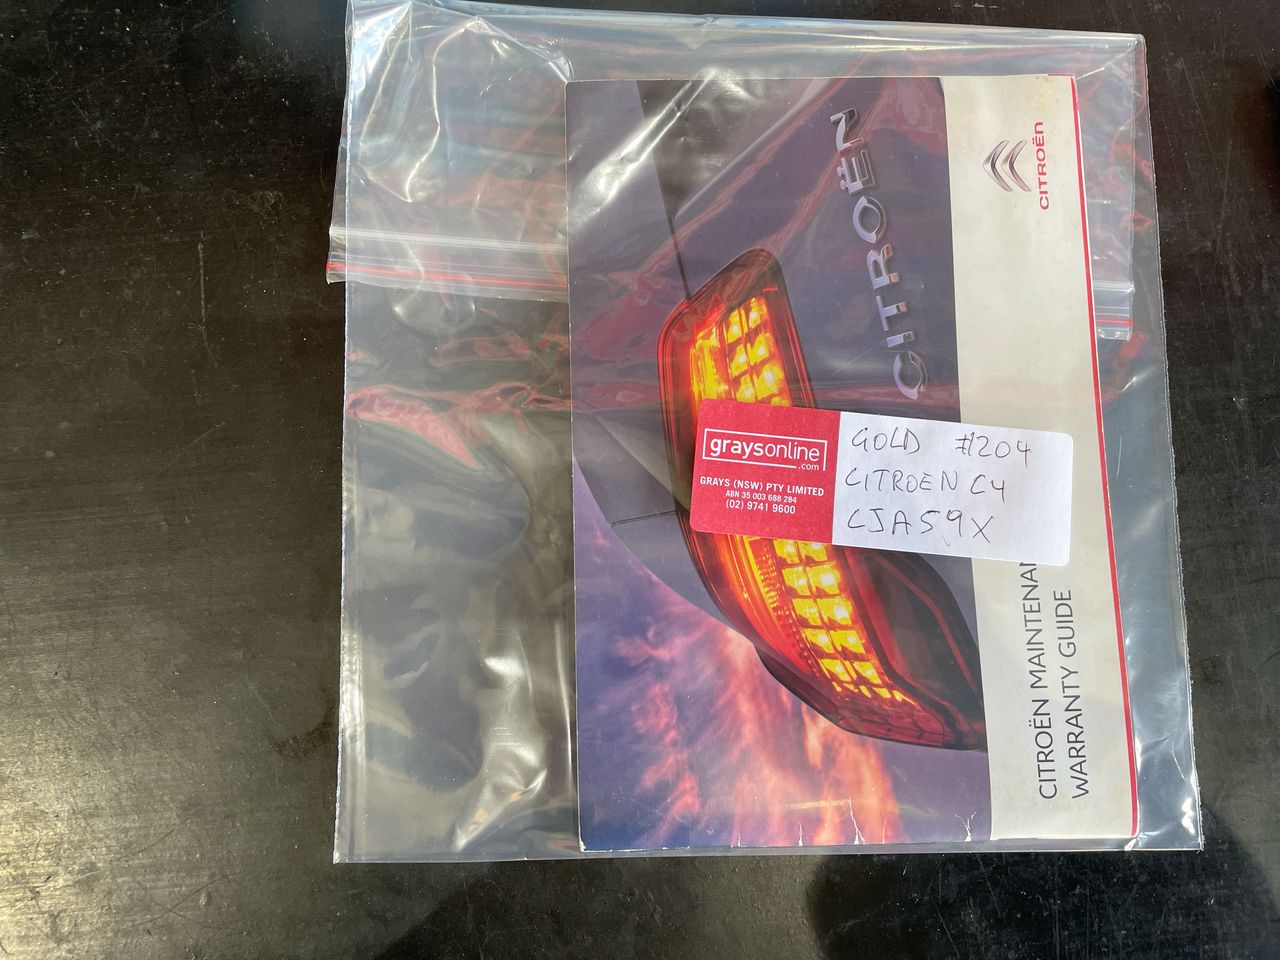 CITROËN
CITROËN
graysonline
.com
GRAYS (NSW) PTY LIMITED
ABN 35 003 688 284
(02) 9741 9600
GOLD #1204
CITROEN C4
CJA59X
CITROËN MAINTENAN
WARRANTY GUIDE